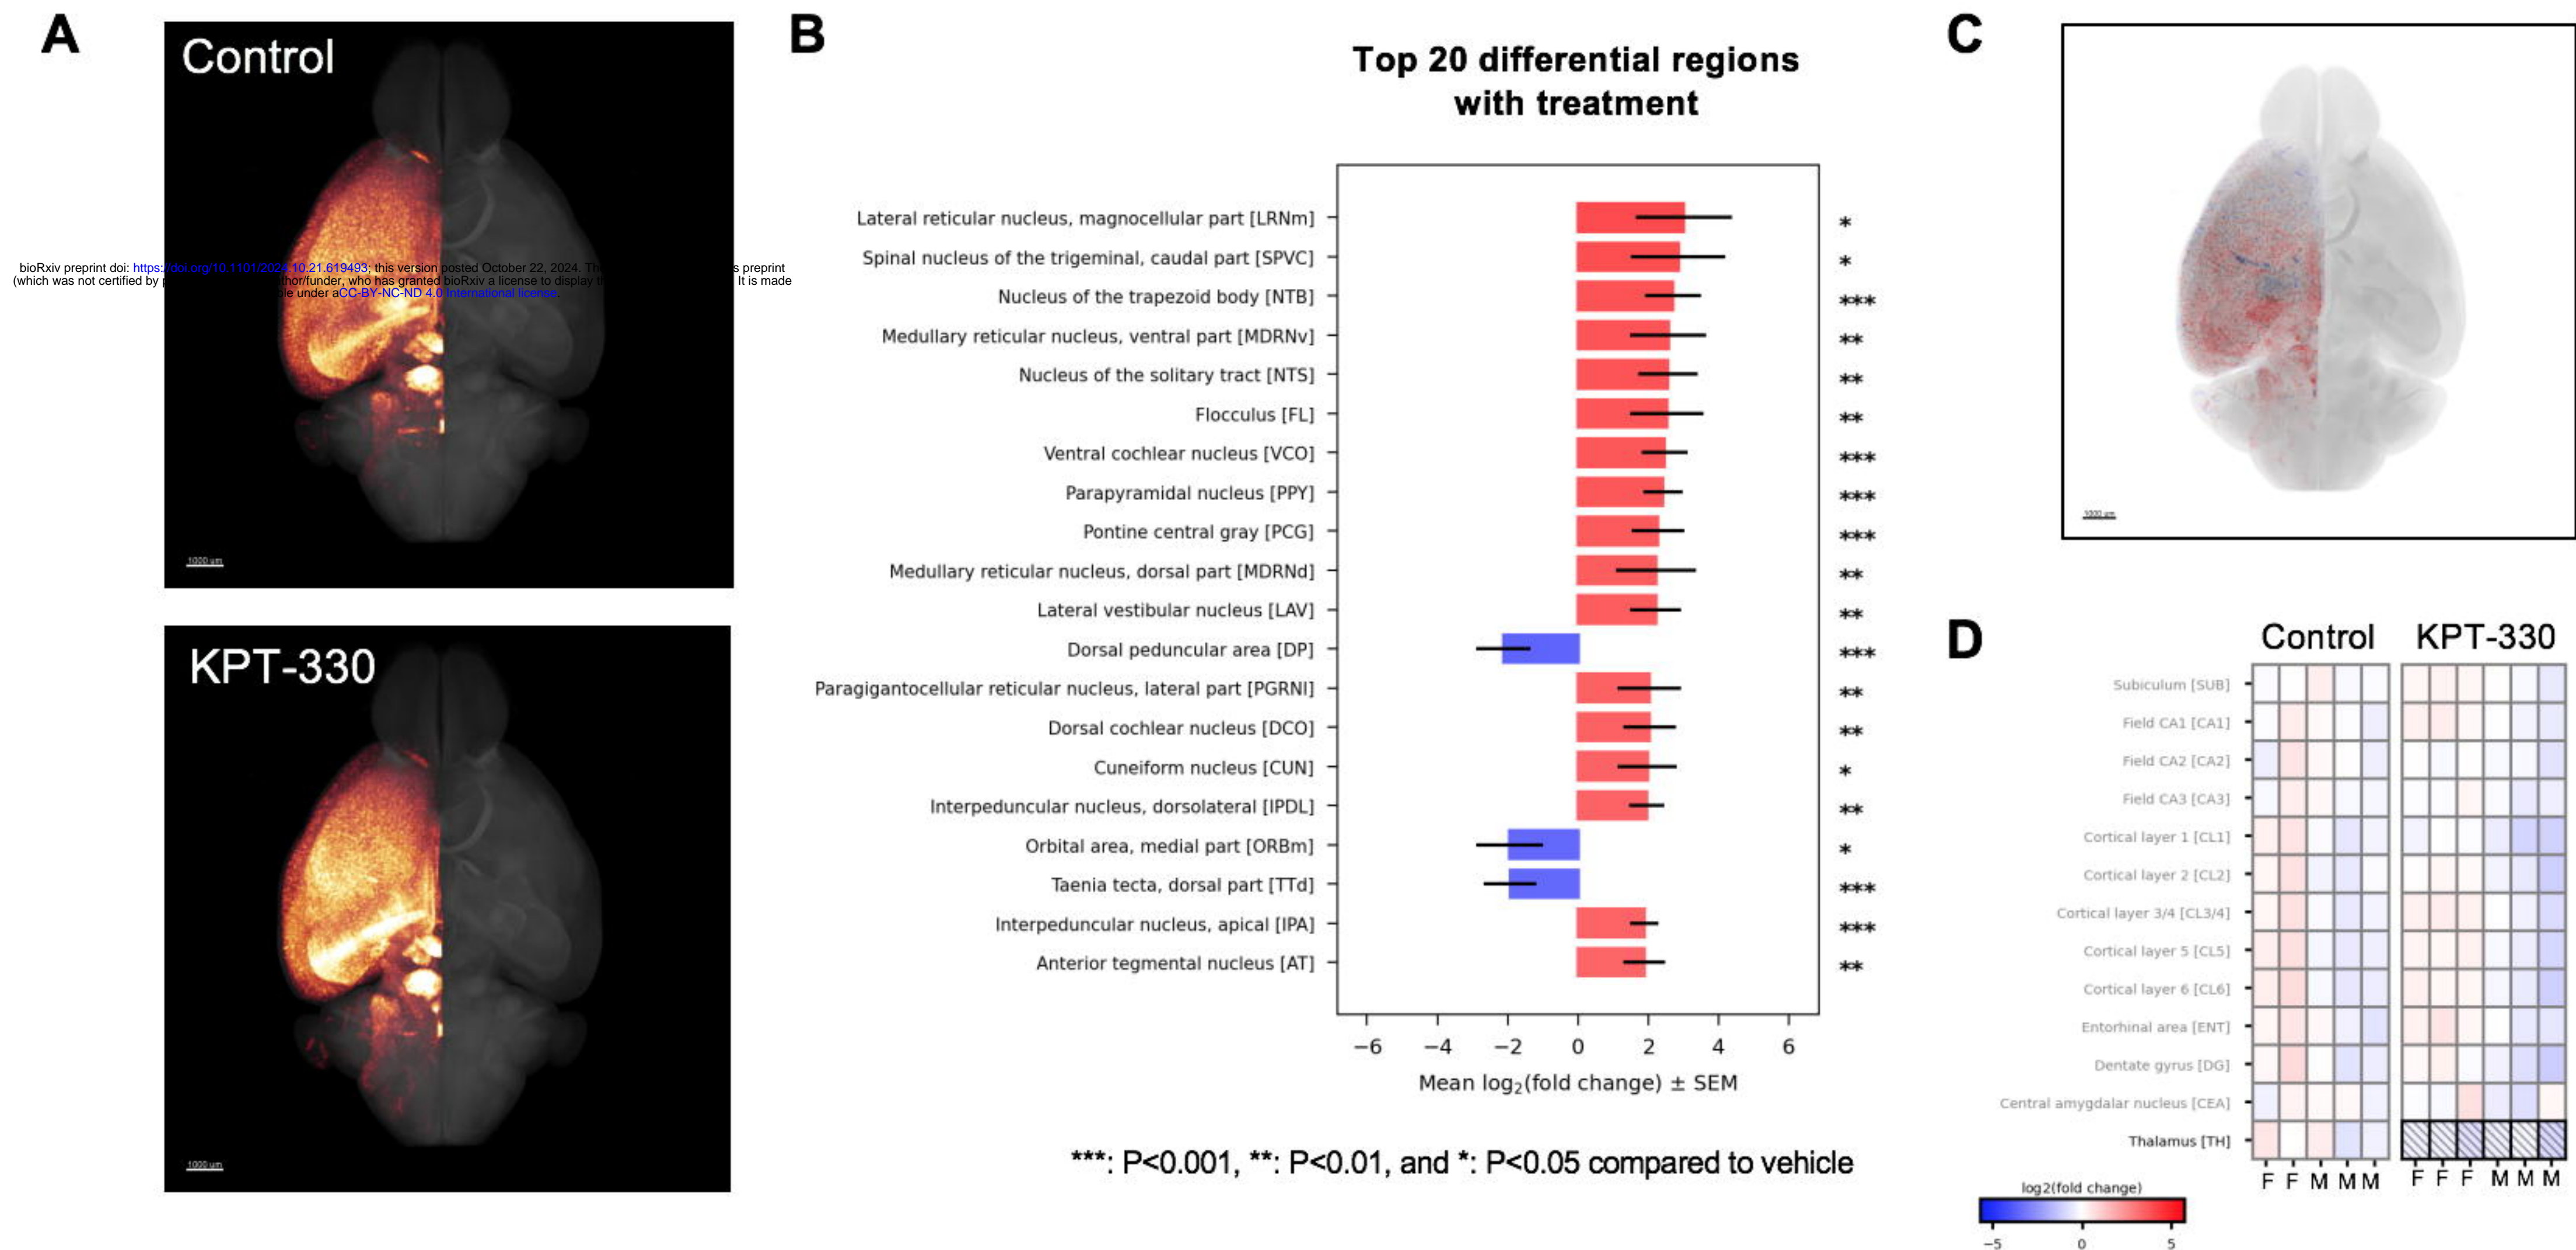 A
Control
bioRxiv preprint doi: https://doi.org/10.1101/2024.10.21.619493; this version posted October 22, 2024. The
s preprint
(which was not certified by
thor/funder, who has granted bioRxiv a license to display
It is made
under aCC-BY-NC-ND 4.0 International license.
1000 um
KPT-330
1000 um
B
Top 20 differential regions
with treatment
Lateral reticular nucleus, magnocellular part [LRNm] *
Spinal nucleus of the trigeminal, caudal part [SPVC] *
Nucleus of the trapezoid body [NTB] ***
Medullary reticular nucleus, ventral part [MDRNv] **
Nucleus of the solitary tract [NTS] **
Flocculus [FL] **
Ventral cochlear nucleus [VCO] ***
Parapyramidal nucleus [PPY] ***
Pontine central gray [PCG] ***
Medullary reticular nucleus, dorsal part [MDRNd] **
Lateral vestibular nucleus [LAV] **
Dorsal peduncular area [DP] ***
Paragigantocellular reticular nucleus, lateral part [PGRNl] **
Dorsal cochlear nucleus [DCO] **
Cuneiform nucleus [CUN] *
Interpeduncular nucleus, dorsolateral [IPDL] **
Orbital area, medial part [ORBm] *
Taenia tecta, dorsal part [TTd] ***
Interpeduncular nucleus, apical [IPA] ***
Anterior tegmental nucleus [AT] **
−6 −4 −2 0 2 4 6
Mean log₂(fold change) ± SEM
***: P<0.001, **: P<0.01, and *: P<0.05 compared to vehicle
C
1000 um
D
Control KPT-330
Subiculum [SUB]
Field CA1 [CA1]
Field CA2 [CA2]
Field CA3 [CA3]
Cortical layer 1 [CL1]
Cortical layer 2 [CL2]
Cortical layer 3/4 [CL3/4]
Cortical layer 5 [CL5]
Cortical layer 6 [CL6]
Entorhinal area [ENT]
Dentate gyrus [DG]
Central amygdalar nucleus [CEA]
Thalamus [TH]
F F M M M F F F M M M
log2(fold change)
−5 0 5